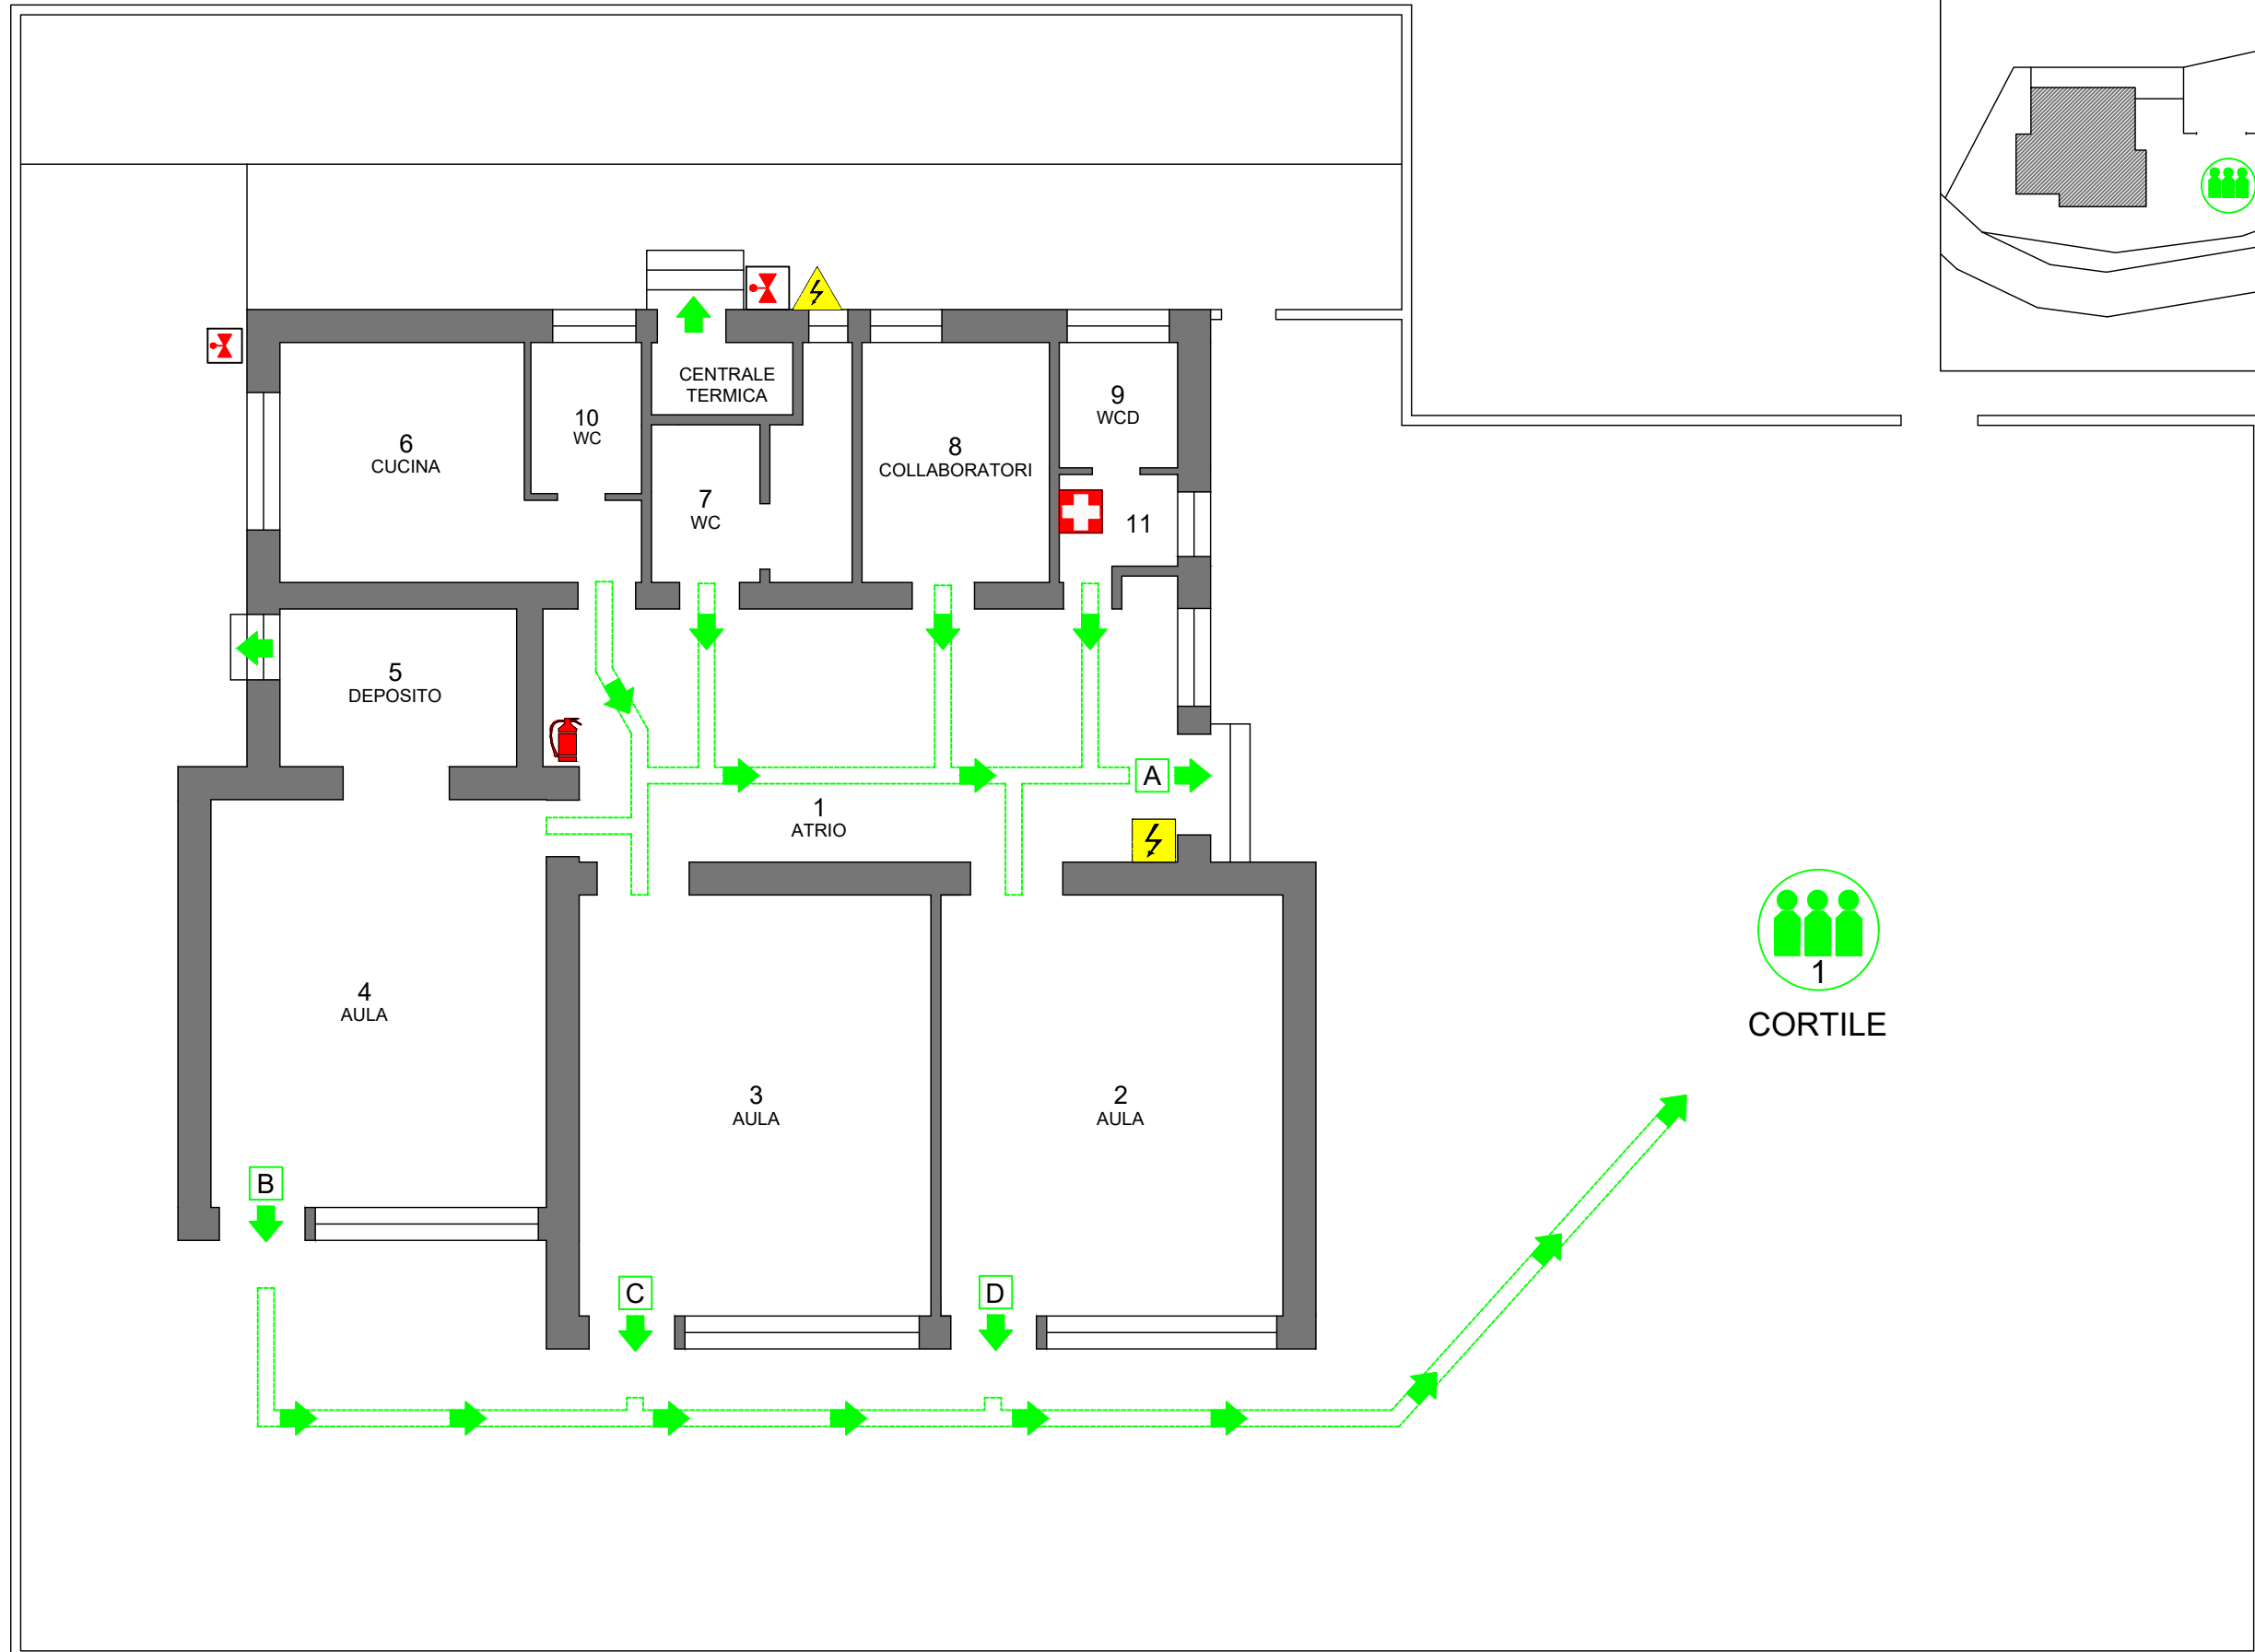 CENTRALE
TERMICA
9
WCD
10
WC
6
CUCINA
8
COLLABORATORI
7
WC
11
5
DEPOSITO
A
1
ATRIO
1
CORTILE
4
AULA
3
AULA
2
AULA
B
C
D